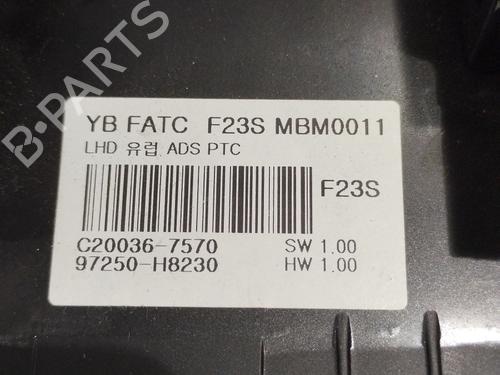 B-PARTS
YB FATC F23S MBM0011
LHD 유럽 ADS PTC
F23S
C20036-7570 SW 1.00
97250-H8230 HW 1.00